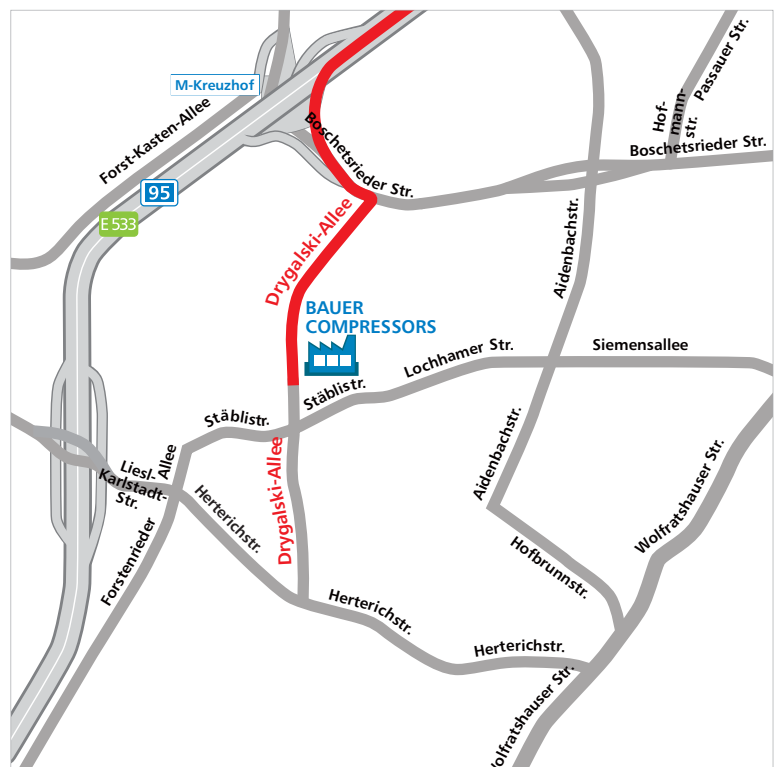 Passauer Str.
Hof-
mann-
str.
M-Kreuzhof
Forst-Kasten-Allee
Boschetsrieder Str.
Boschetsrieder Str.
95
E 533
Drygalski-Allee
Aidenbachstr.
BAUER
COMPRESSORS
Siemensallee
Lochhamer Str.
Stäblistr.
Stäblistr.
Aidenbachstr.
Drygalski-Allee
Liesl-
Karlstadt-
Str.
Forstenrieder Allee
Herterichstr.
Wolfratshauser Str.
Hofbrunnstr.
Herterichstr.
Herterichstr.
olfratshauser Str.